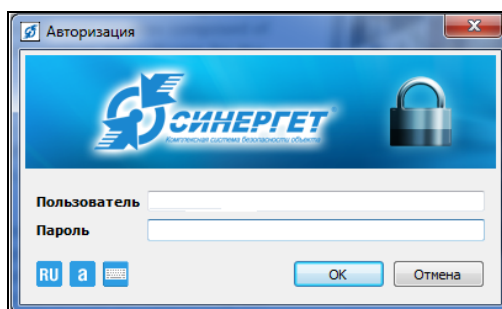 Авторизация
СИНЕРГЕТ
Комплексная система безопасности объекта
Пользователь
Пароль
RU a
OK Отмена